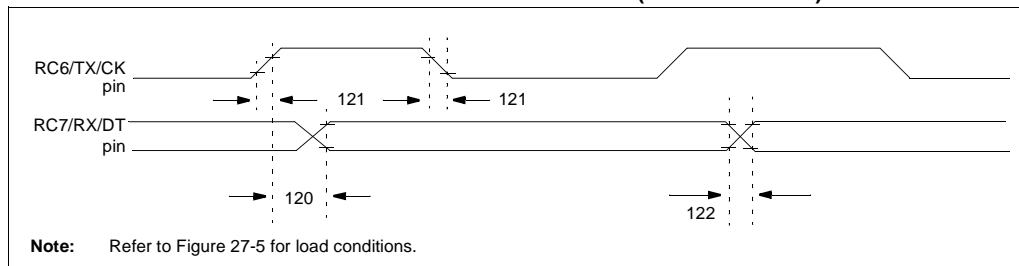 RC6/TX/CK
pin
121
121
RC7/RX/DT
pin
120
122
Note: Refer to Figure 27-5 for load conditions.